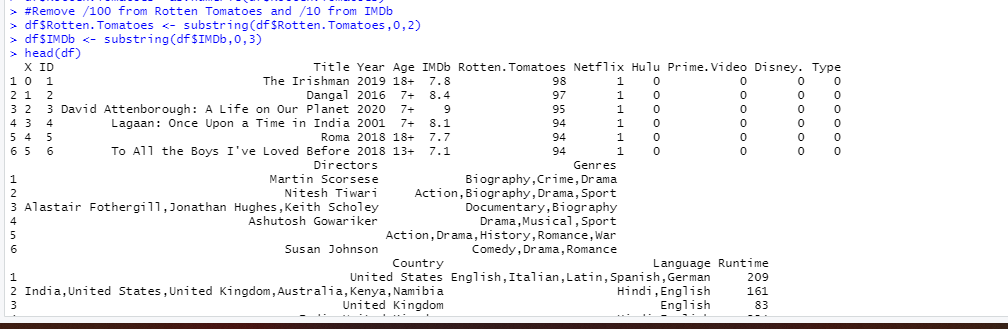 > #Remove /100 from Rotten Tomatoes and /10 from IMDb
> df$Rotten.Tomatoes <- substring(df$Rotten.Tomatoes,0,2)
> df$IMDb <- substring(df$IMDb,0,3)
> head(df)
X ID Title Year Age IMDb Rotten.Tomatoes Netflix Hulu Prime.Video Disney. Type
1 0 1 The Irishman 2019 18+ 7.8 98 1 0 0 0 0
2 1 2 Dangal 2016 7+ 8.4 97 1 0 0 0 0
3 2 3 David Attenborough: A Life on Our Planet 2020 7+ 9 95 1 0 0 0 0
4 3 4 Lagaan: Once Upon a Time in India 2001 7+ 8.1 94 1 0 0 0 0
5 4 5 Roma 2018 18+ 7.7 94 1 0 0 0 0
6 5 6 To All the Boys I've Loved Before 2018 13+ 7.1 94 1 0 0 0 0
Directors Genres
1 Martin Scorsese Biography,Crime,Drama
2 Nitesh Tiwari Action,Biography,Drama,Sport
3 Alastair Fothergill,Jonathan Hughes,Keith Scholey Documentary,Biography
4 Ashutosh Gowariker Drama,Musical,Sport
5 Action,Drama,History,Romance,War
6 Susan Johnson Comedy,Drama,Romance
Country Language Runtime
1 United States English,Italian,Latin,Spanish,German 209
2 India,United States,United Kingdom,Australia,Kenya,Namibia Hindi,English 161
3 United Kingdom English 83